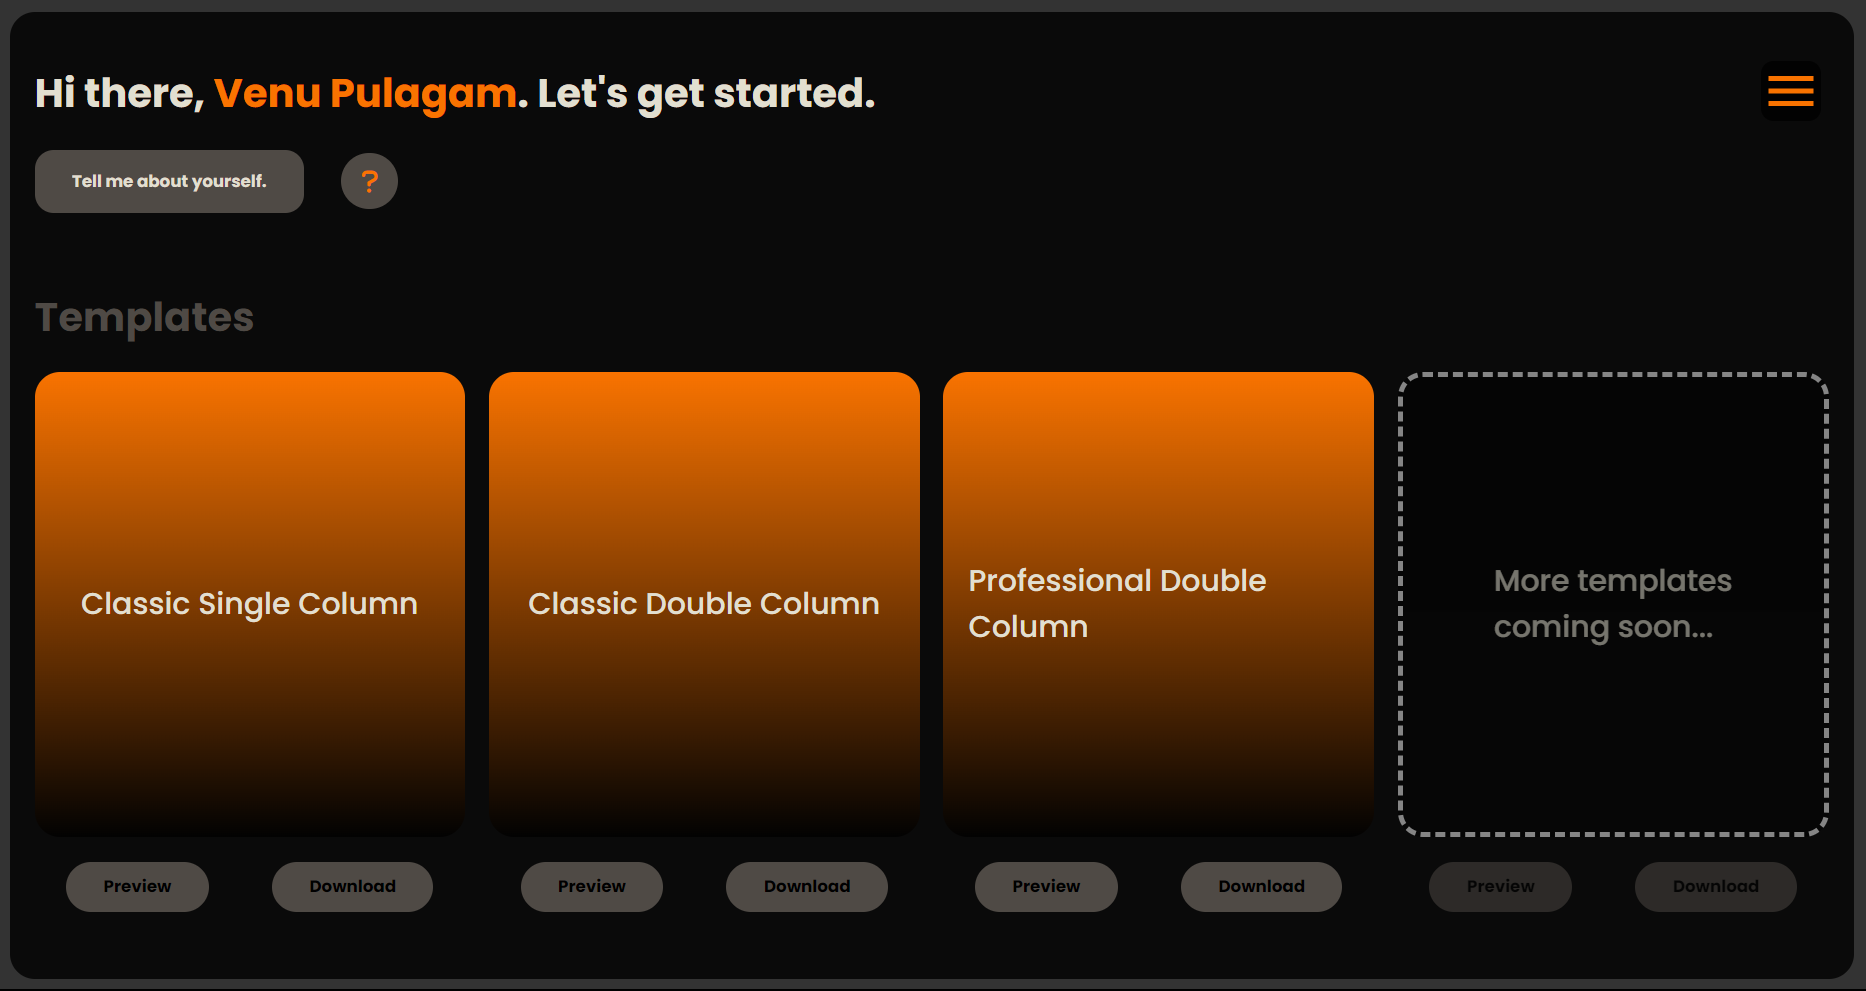 Hi there, Venu Pulagam. Let's get started.
Tell me about yourself.
?
Templates
Classic Single Column
Classic Double Column
Professional Double
Column
More templates
coming soon...
Preview
Download
Preview
Download
Preview
Download
Preview
Download